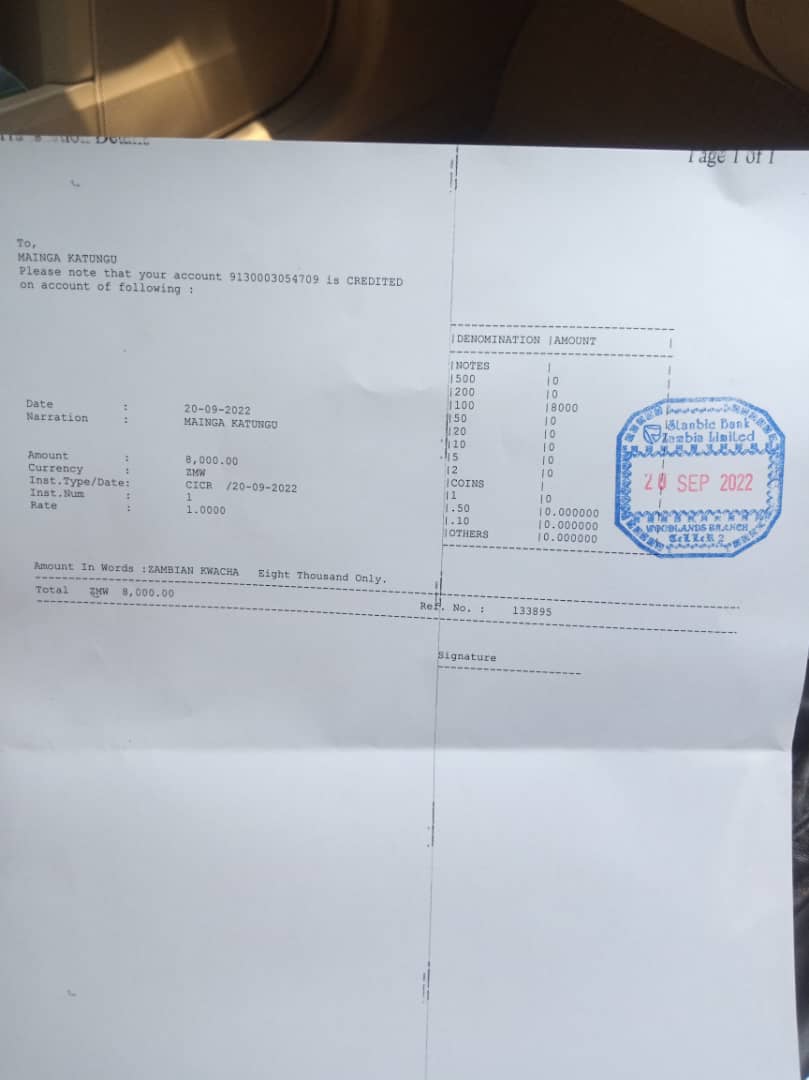 Page 1 of 1
To,
MAINGA KATUNGU
Please note that your account 9130003054709 is CREDITED
on account of following :
|DENOMINATION |AMOUNT |
|NOTES |
|500 |0
|200 |0
|100 |8000
|50 |0
|20 |0
|10 |0
|5 |0
|2 |0
|COINS |
|1 |0
|.50 |0.000000
|.10 |0.000000
|OTHERS |0.000000
Date : 20-09-2022
Narration : MAINGA KATUNGU
Amount : 8,000.00
Currency : ZMW
Inst.Type/Date: CICR /20-09-2022
Inst.Num : 1
Rate : 1.0000
Stanbic Bank
Zambia Limited
20 SEP 2022
WOODLANDS BRANCH
TELLER 2
Amount In Words :ZAMBIAN KWACHA Eight Thousand Only.
Total ZMW 8,000.00
Ref. No. : 133895
Signature